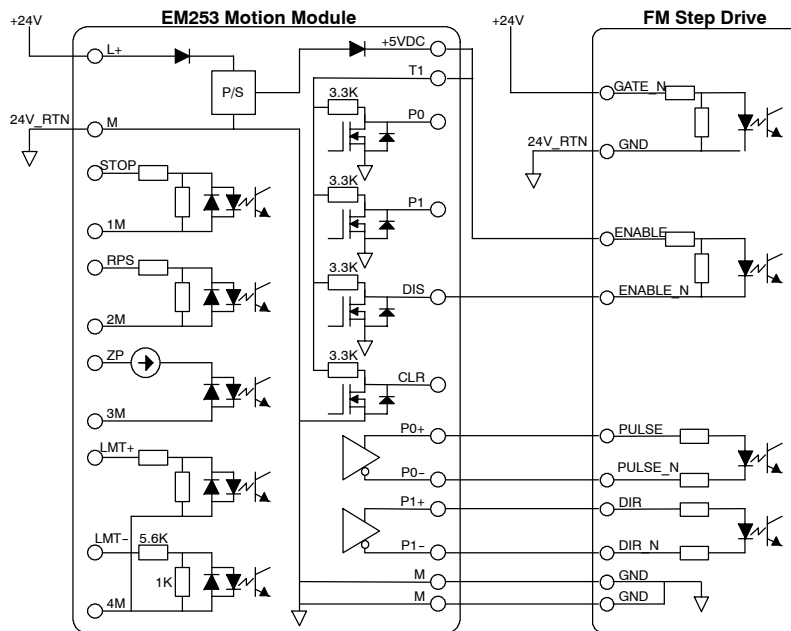 EM253 Motion Module
FM Step Drive
+24V
L+
P/S
+5VDC
T1
3.3K
P0
24V_RTN
M
STOP
1M
3.3K
P1
RPS
2M
3.3K
DIS
ZP
3M
3.3K
CLR
LMT+
P0+
P0−
LMT−
5.6K
1K
4M
P1+
P1−
M
M
+24V
GATE_N
24V_RTN
GND
ENABLE
ENABLE_N
PULSE
PULSE_N
DIR
DIR_N
GND
GND